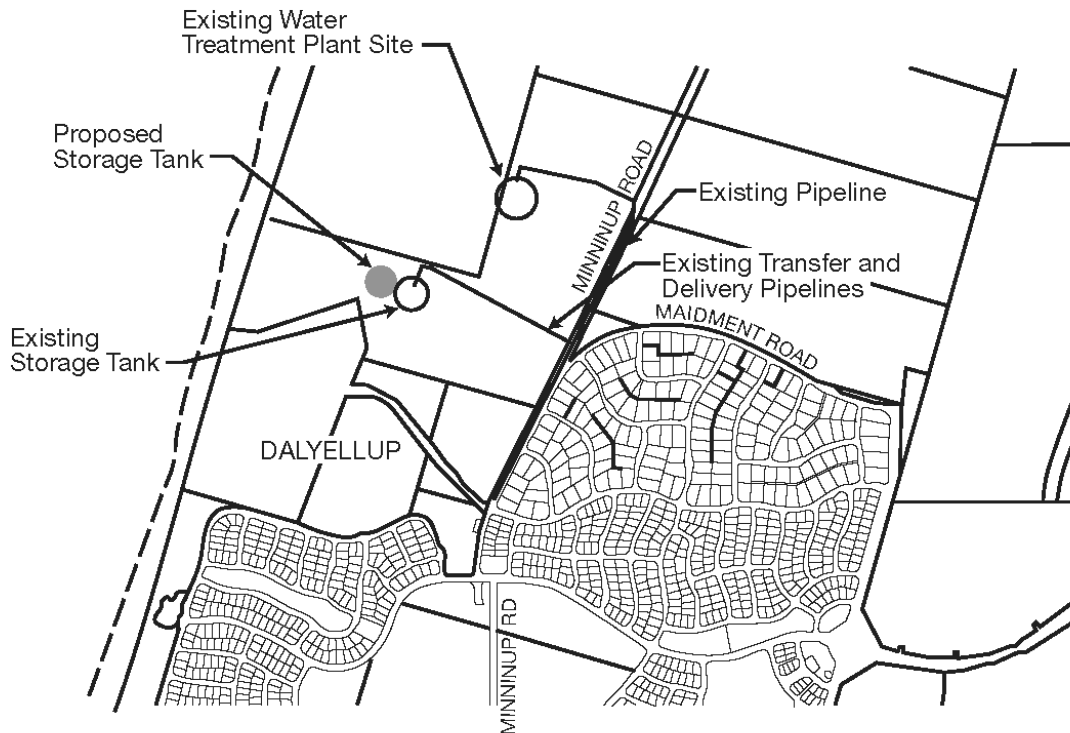 Existing Water
Treatment Plant Site
Proposed
Storage Tank
MINNINUP ROAD
Existing Pipeline
Existing Transfer and
Delivery Pipelines
MAIDMENT ROAD
Existing
Storage Tank
DALYELLUP
MINNINUP RD